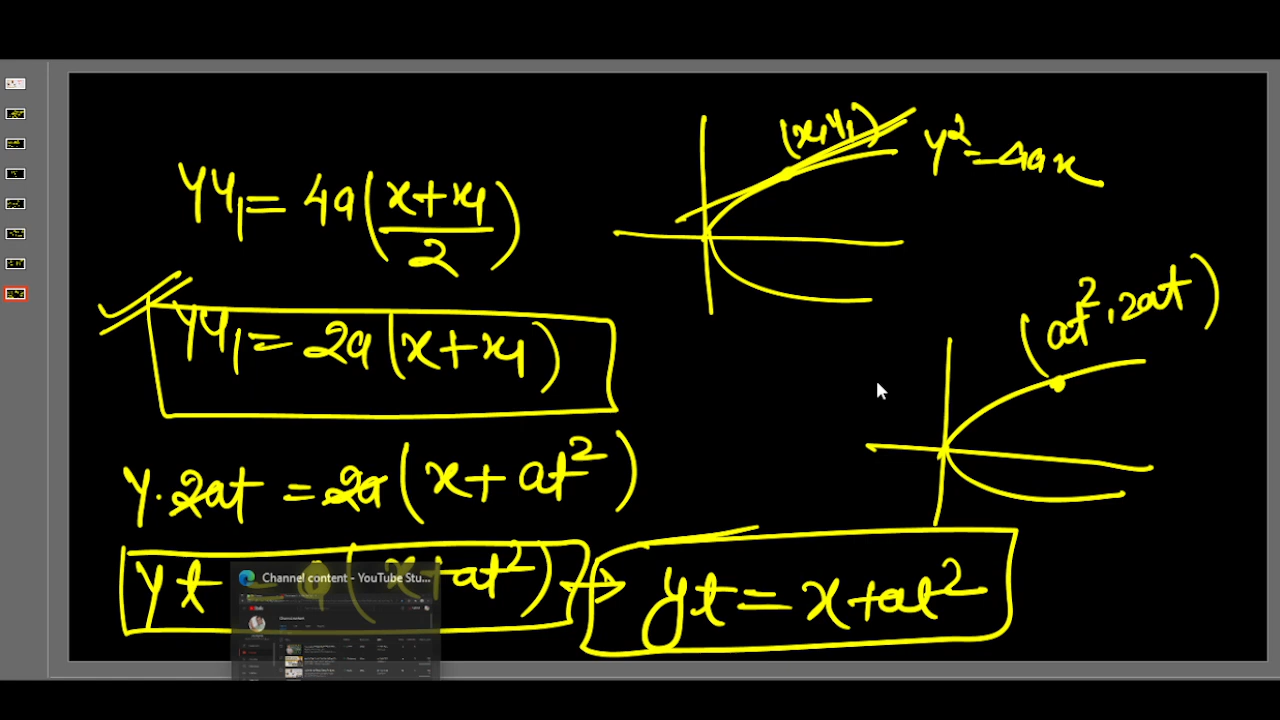 (x₁, y₁)
y² = 4ax
yy₁ = 4a((x + x₁)/2)
yy₁ = 2a(x + x₁)
(at², 2at)
y·2at = 2a(x + at²)
yt = (x + at²) → yt = x + at²
Channel content - YouTube Stu...